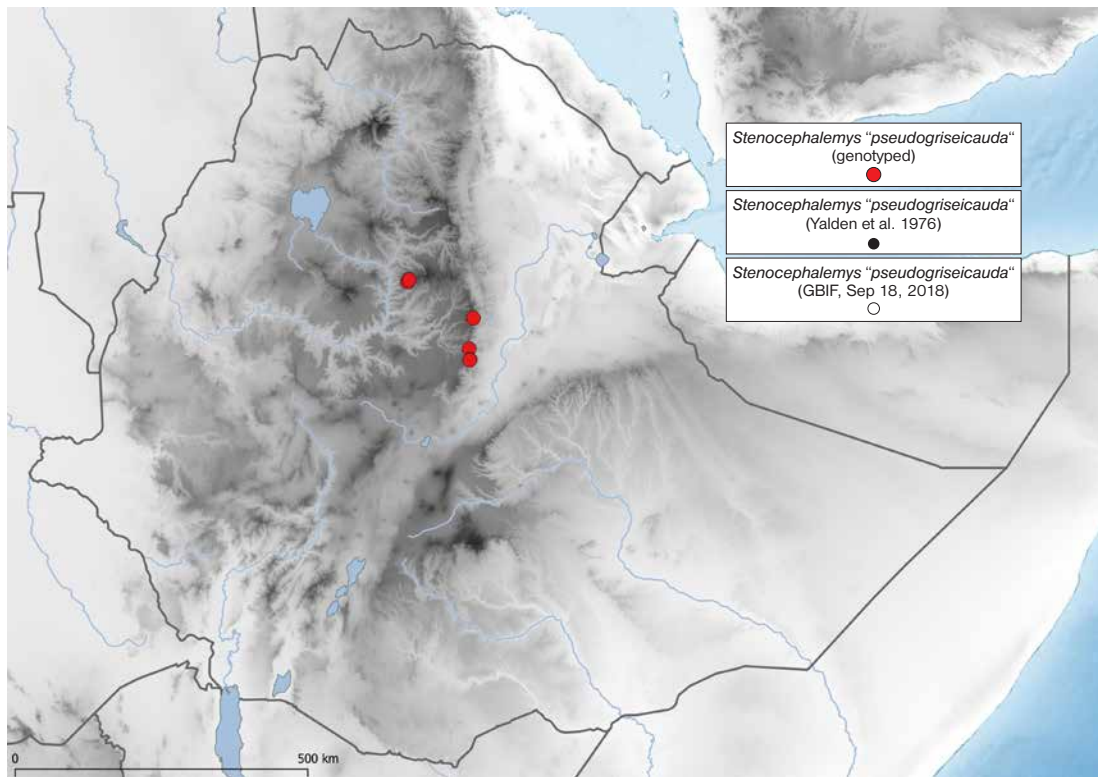 Stenocephalemys “pseudogriseicauda“
(genotyped)
Stenocephalemys “pseudogriseicauda“
(Yalden et al. 1976)
Stenocephalemys “pseudogriseicauda“
(GBIF, Sep 18, 2018)
0 500 km